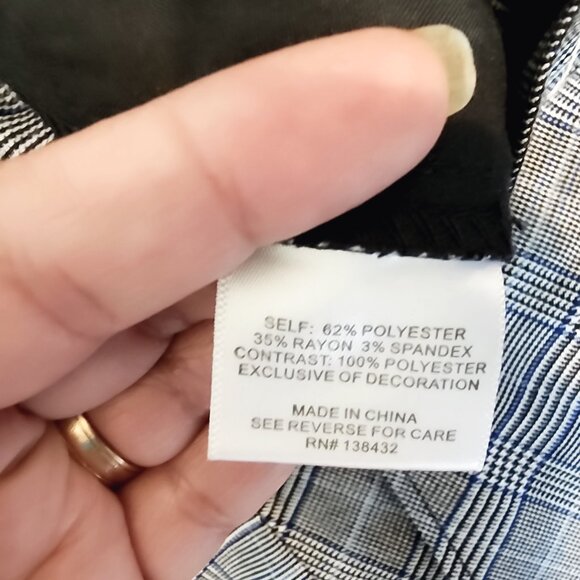 SELF: 62% POLYESTER
35% RAYON 3% SPANDEX
CONTRAST: 100% POLYESTER
EXCLUSIVE OF DECORATION
MADE IN CHINA
SEE REVERSE FOR CARE
RN# 138432